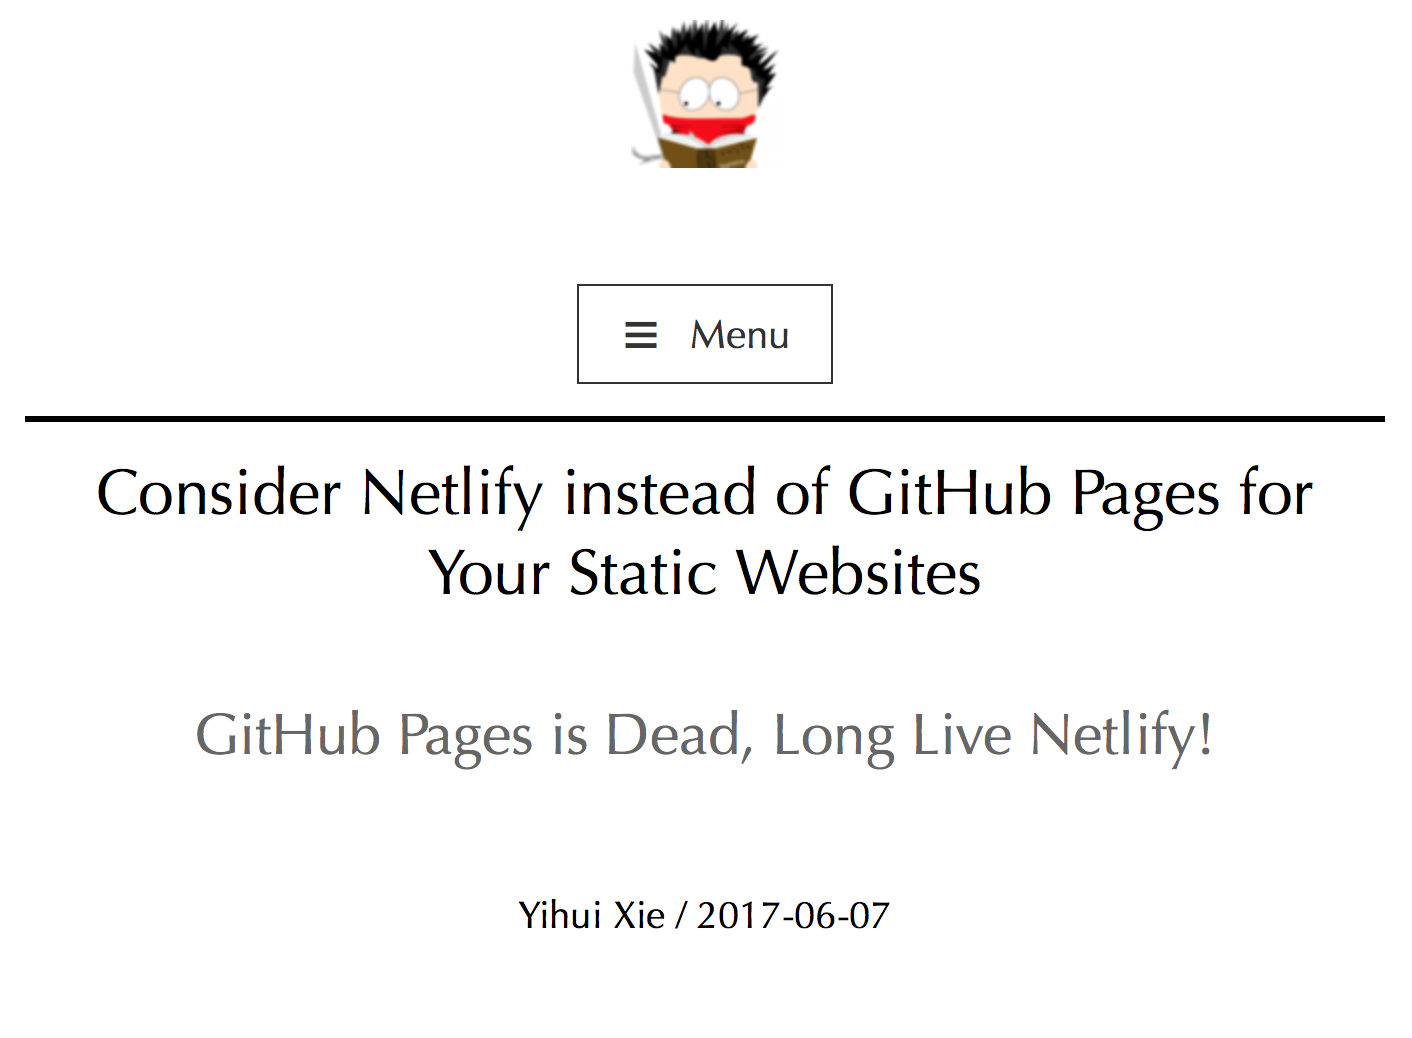 Menu
Consider Netlify instead of GitHub Pages for
Your Static Websites
GitHub Pages is Dead, Long Live Netlify!
Yihui Xie / 2017-06-07